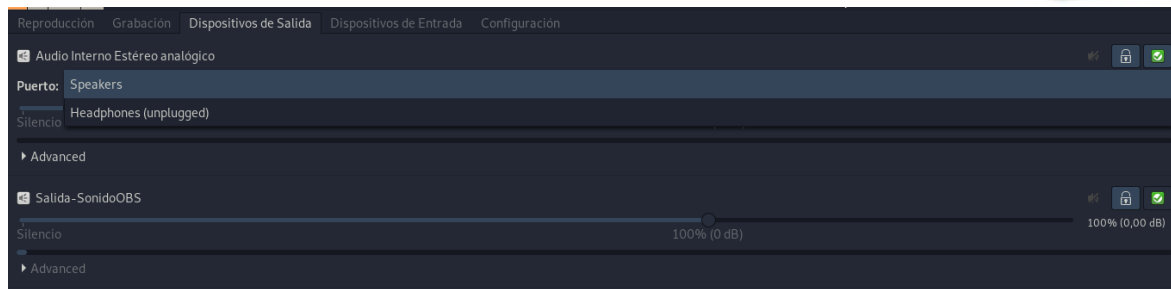 Reproducción Grabación Dispositivos de Salida Dispositivos de Entrada Configuración
Audio Interno Estéreo analógico
Puerto: Speakers
Headphones (unplugged)
Silencio
Advanced
Salida-SonidoOBS
100% (0,00 dB)
Silencio 100% (0 dB)
Advanced